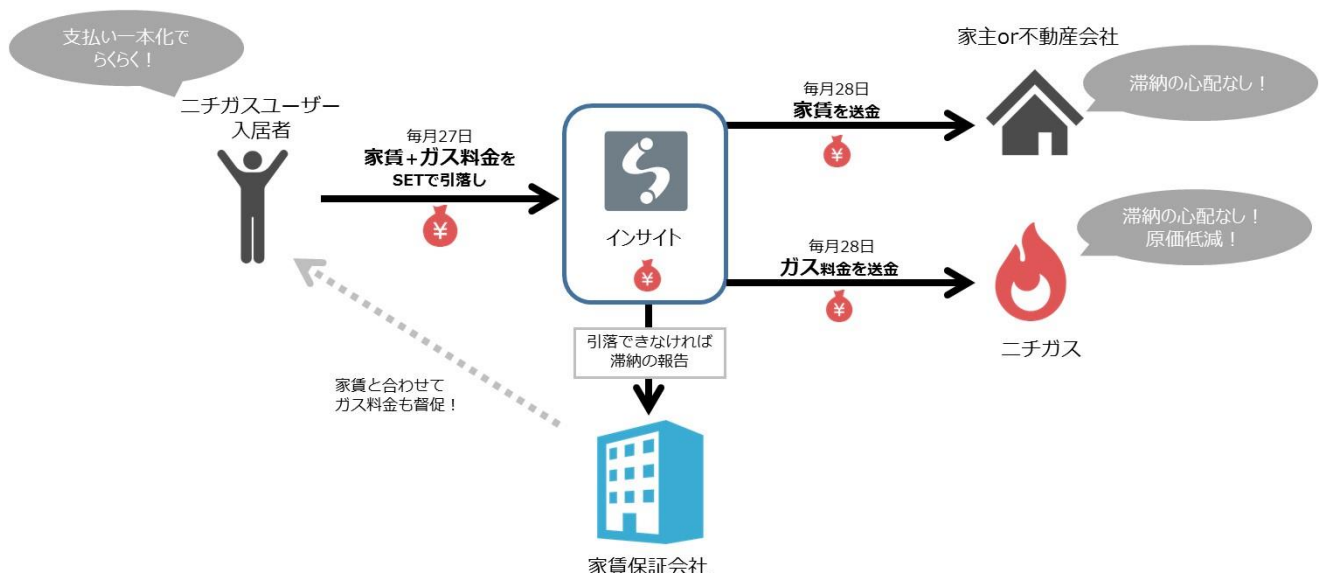 支払い一本化で
らくらく！
ニチガスユーザー
入居者
毎月27日
家賃+ガス料金を
SETで引落し
インサイト
毎月28日
家賃を送金
家主or不動産会社
滞納の心配なし！
毎月28日
ガス料金を送金
滞納の心配なし！
原価低減！
ニチガス
引落できなければ
滞納の報告
家賃と合わせて
ガス料金も督促！
家賃保証会社